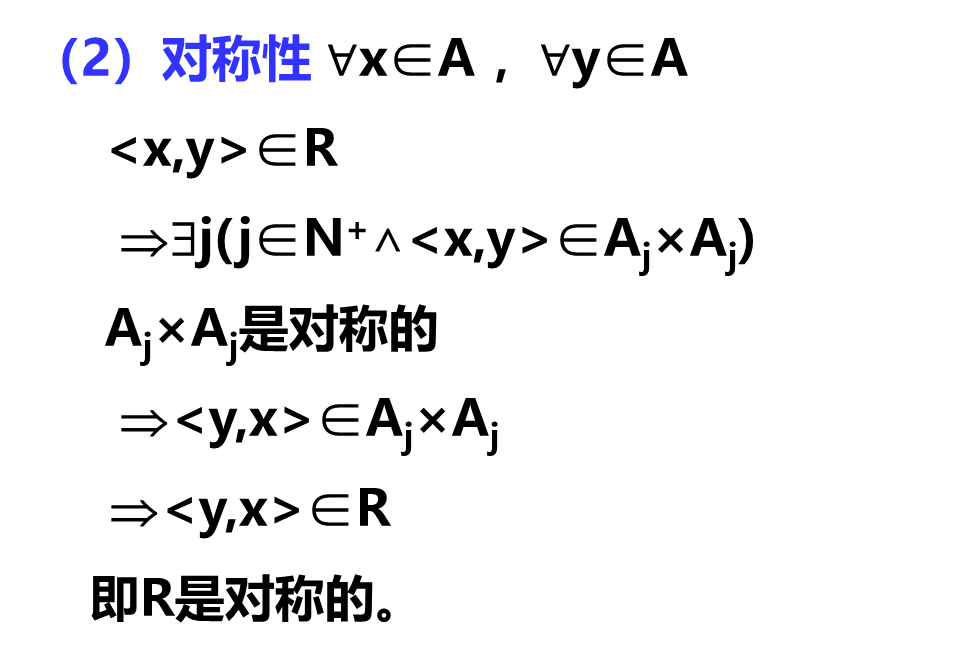 （2）对称性 ∀x∈A，∀y∈A
<x,y>∈R
⇒∃j(j∈N⁺∧<x,y>∈Aⱼ×Aⱼ)
Aⱼ×Aⱼ是对称的
⇒<y,x>∈Aⱼ×Aⱼ
⇒<y,x>∈R
即R是对称的。